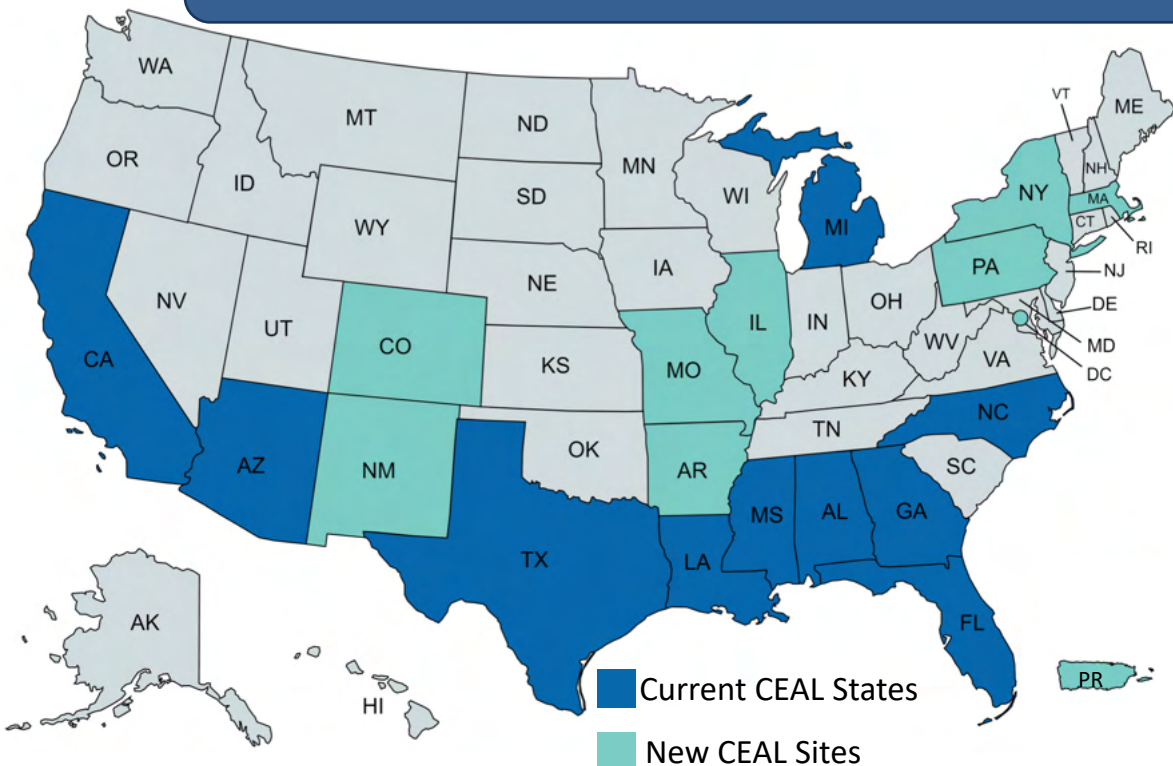 WA
MT
ND
MN
VT
ME
OR
ID
SD
WI
NH
NY
MA
WY
MI
CT
RI
IA
PA
NJ
NE
NV
OH
DE
UT
IL
IN
CA
CO
WV
MD
KS
MO
VA
DC
KY
NC
TN
OK
AZ
NM
AR
SC
MS
AL
GA
TX
LA
AK
FL
PR
HI
Current CEAL States
New CEAL Sites